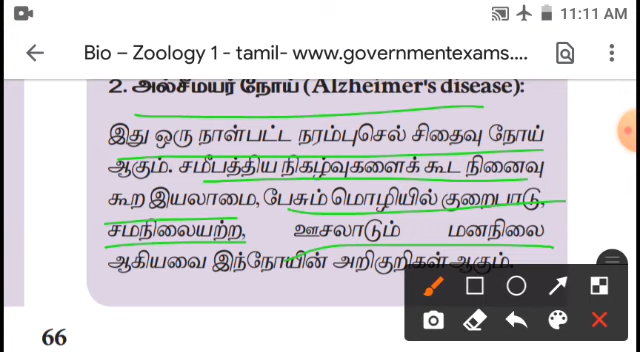 11:11 AM
Bio – Zoology 1 - tamil- www.governmentexams....
2. அல்சீமயர் நோய் (Alzheimer's disease):
இது ஒரு நாள்பட்ட நரம்புசெல் சிதைவு நோய்
ஆகும். சமீபத்திய நிகழ்வுகளைக் கூட நினைவு
கூற இயலாமை, பேசும் மொழியில் குறைபாடு,
சமநிலையற்ற, ஊசலாடும் மனநிலை
ஆகியவை இந்நோயின் அறிகுறிகள் ஆகும்.
66